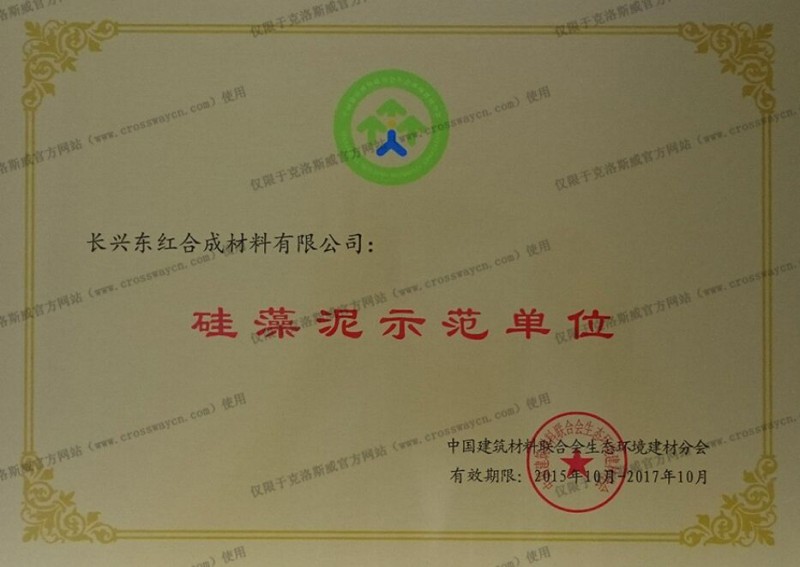 长兴东红合成材料有限公司：
硅藻泥示范单位
中国建筑材料联合会生态环境建材分会
有效期限：2015年10月-2017年10月
仅限于克洛斯威官方网站（www.crosswaycn.com）使用